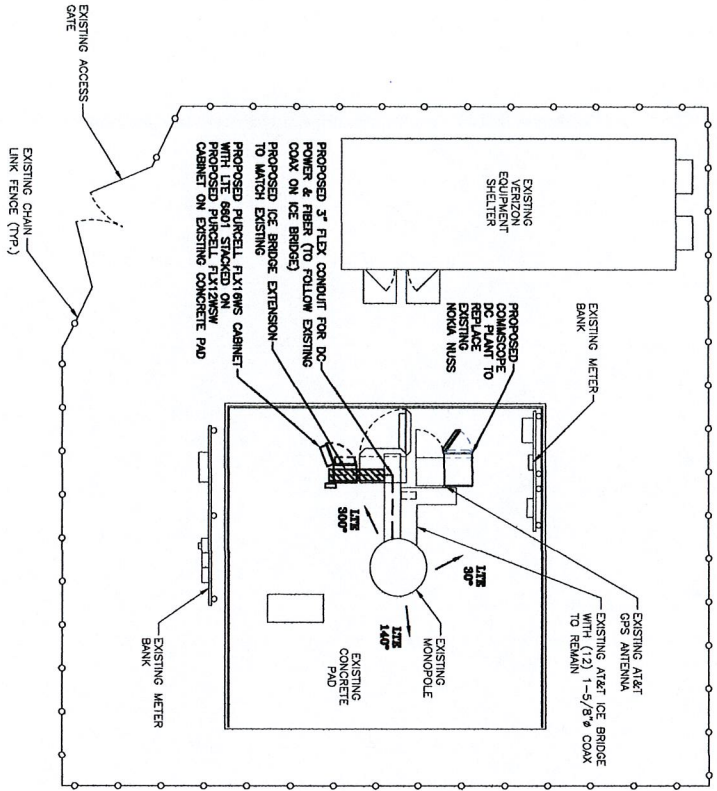 EXISTING ACCESS
GATE
EXISTING CHAIN
LINK FENCE (TYP.)
EXISTING
VERIZON
EQUIPMENT
SHELTER
PROPOSED 3" FLEX CONDUIT FOR DC
POWER & FIBER (TO FOLLOW EXISTING
COAX ON ICE BRIDGE)
PROPOSED ICE BRIDGE EXTENSION
TO MATCH EXISTING
PROPOSED PURCELL FLX16WS CABINET
WITH LTE 6601 STACKED ON
PROPOSED PURCELL FLX12WSW
CABINET ON EXISTING CONCRETE PAD
PROPOSED
COMMSCOPE
DC PLANT TO
REPLACE
EXISTING
NOKIA NUSS
EXISTING METER
BANK
EXISTING AT&T
GPS ANTENNA
EXISTING AT&T ICE BRIDGE
WITH (12) 1-5/8"ø COAX
TO REMAIN
LTE
300°
LTE
30°
LTE
140°
EXISTING
MONOPOLE
EXISTING
CONCRETE
PAD
EXISTING METER
BANK